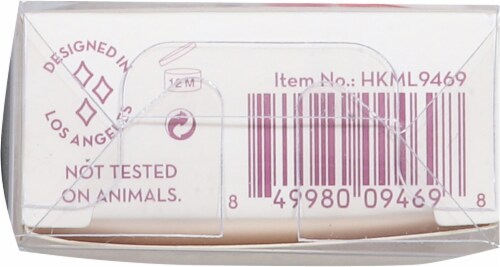 DESIGNED IN
LOS ANGELES
12M
NOT TESTED
ON ANIMALS.
Item No.: HKML9469
8 49980 09469 8